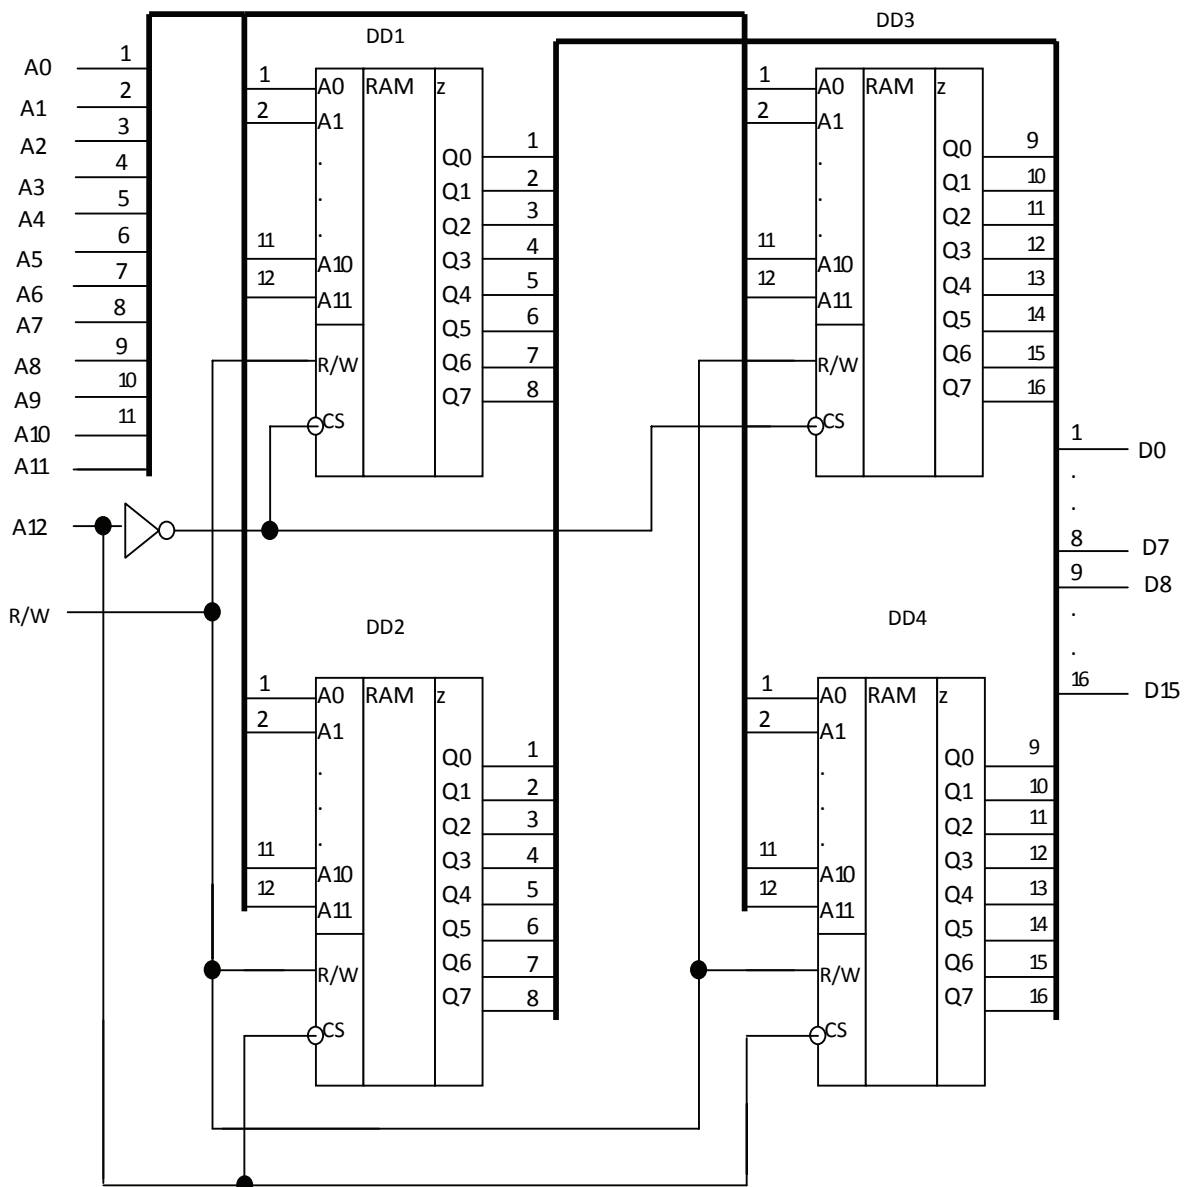 DD1
DD3
A0 1
A1 2
A2 3
A3 4
A4 5
A5 6
A6 7
A7 8
A8 9
A9 10
A10 11
A11
A12
R/W
1 A0 RAM z
2 A1
.
.
.
11 A10
12 A11
R/W
CS
Q0 1
Q1 2
Q2 3
Q3 4
Q4 5
Q5 6
Q6 7
Q7 8
1 A0 RAM z
2 A1
.
.
.
11 A10
12 A11
R/W
CS
Q0 9
Q1 10
Q2 11
Q3 12
Q4 13
Q5 14
Q6 15
Q7 16
1 D0
.
.
8 D7
9 D8
.
.
16 D15
DD2
DD4
1 A0 RAM z
2 A1
.
.
.
11 A10
12 A11
R/W
CS
Q0 1
Q1 2
Q2 3
Q3 4
Q4 5
Q5 6
Q6 7
Q7 8
1 A0 RAM z
2 A1
.
.
.
11 A10
12 A11
R/W
CS
Q0 9
Q1 10
Q2 11
Q3 12
Q4 13
Q5 14
Q6 15
Q7 16